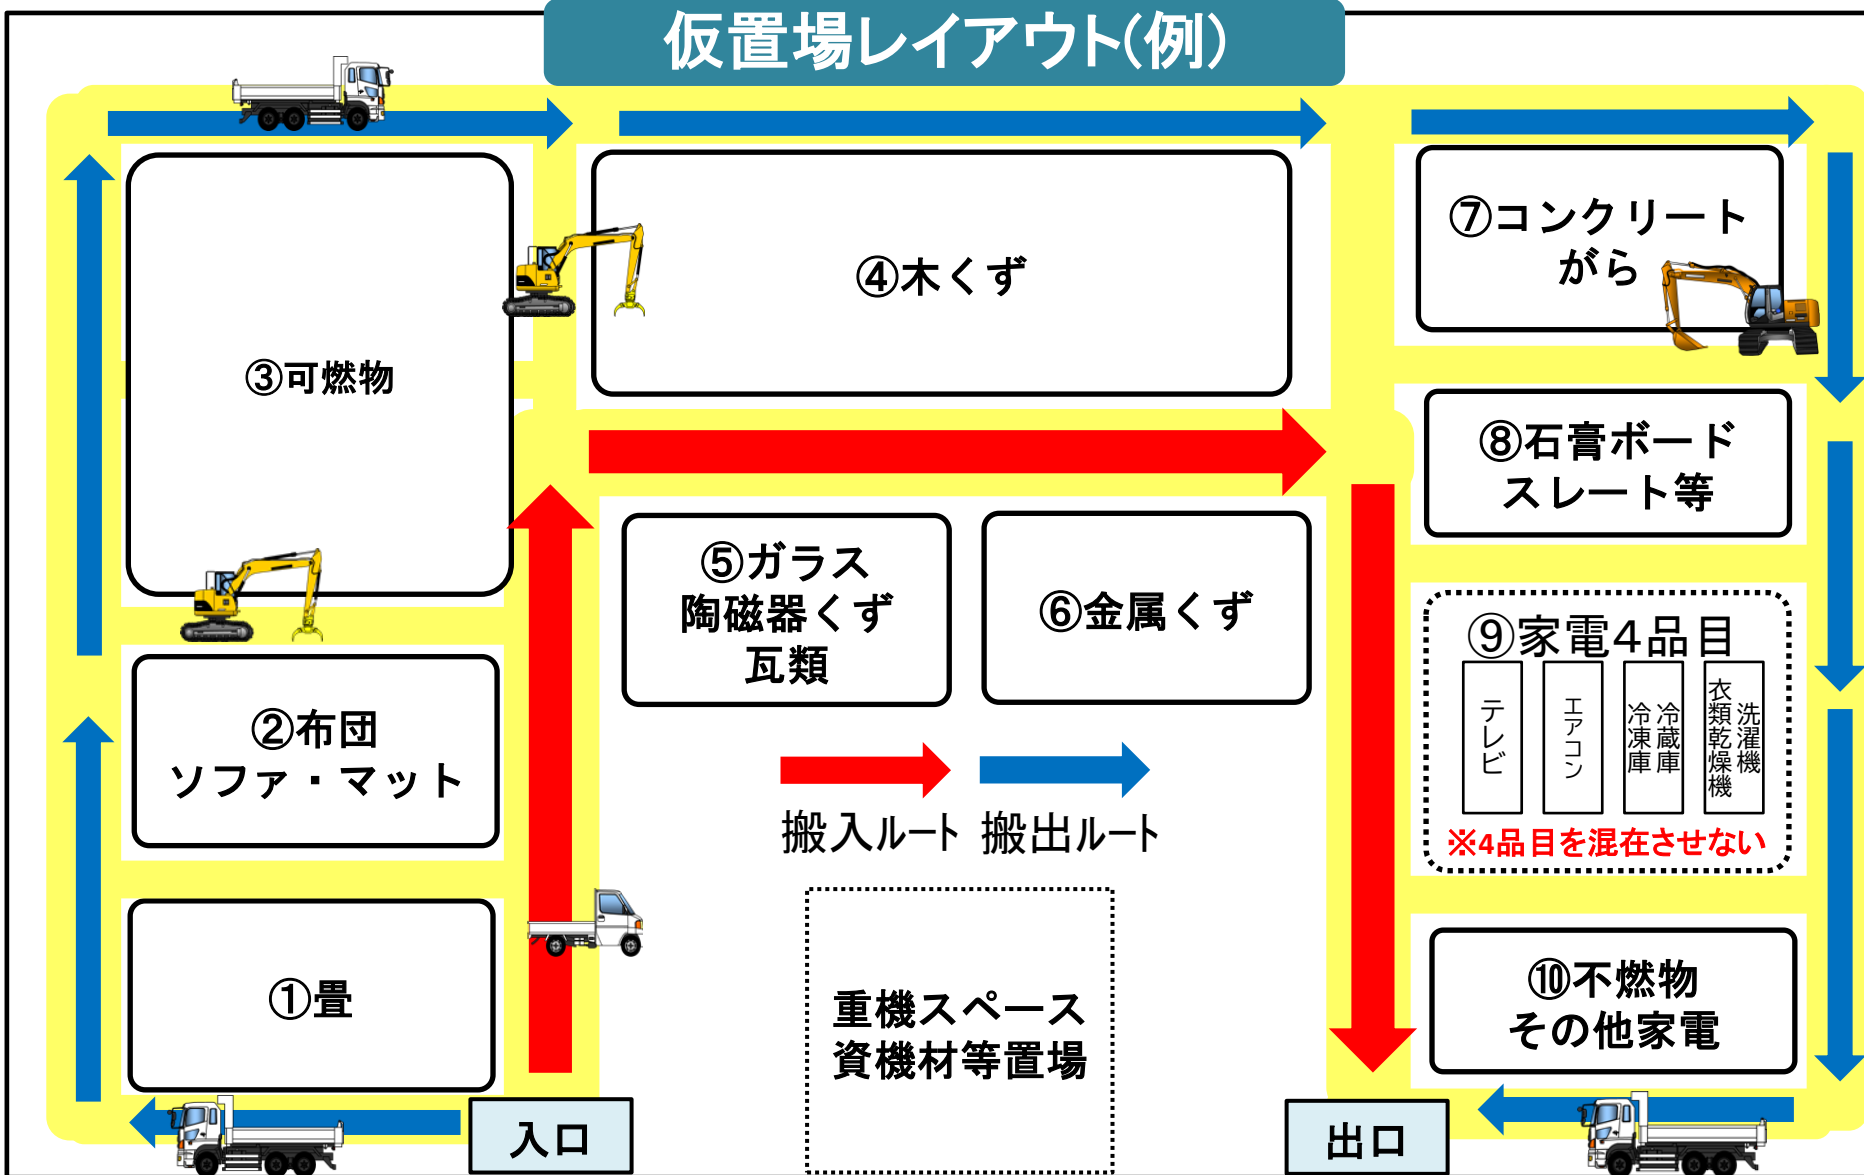 仮置場レイアウト(例)
③可燃物
④木くず
⑦コンクリート
がら
⑧石膏ボード
スレート等
⑤ガラス
陶磁器くず
瓦類
⑥金属くず
⑨家電4品目
テレビ
エアコン
冷蔵庫
冷凍庫
洗濯機
衣類乾燥機
※4品目を混在させない
②布団
ソファ・マット
搬入ルート
搬出ルート
①畳
重機スペース
資機材等置場
⑩不燃物
その他家電
入口
出口